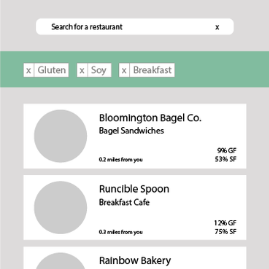 Search for a restaurant x
x Gluten x Soy x Breakfast
Bloomington Bagel Co.
Bagel Sandwiches
9% GF
0.2 miles from you 53% SF
Runcible Spoon
Breakfast Cafe
12% GF
0.3 miles from you 75% SF
Rainbow Bakery